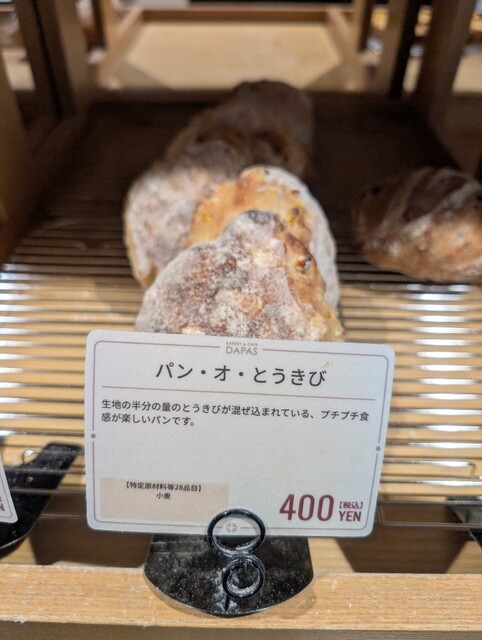 BAKERY & CAFE
DAPAS
パン・オ・とうきび
生地の半分の量のとうきびが混ぜ込まれている、プチプチ食
感が楽しいパンです。
【特定原材料等28品目】
小麦
400 [税込] YEN
EN